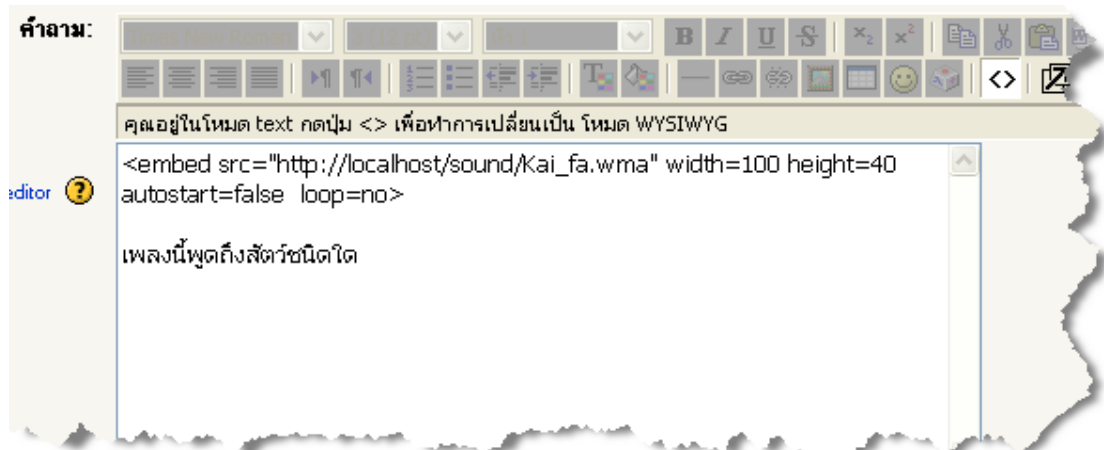 คำถาม:
B I U S x₂ x²
คุณอยู่ในโหมด text กดปุ่ม <> เพื่อทำการเปลี่ยนเป็น โหมด WYSIWYG
<embed src="http://localhost/sound/Kai_fa.wma" width=100 height=40
editor ?
autostart=false loop=no>
เพลงนี้พูดถึงสัตว์ชนิดใด